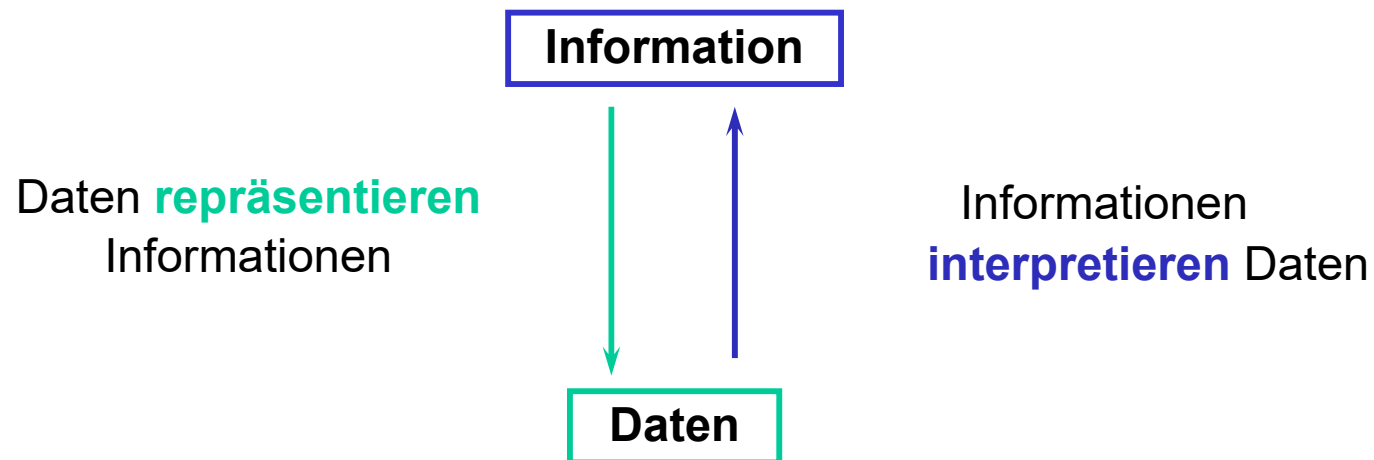 Information
Daten repräsentieren
Informationen
Informationen
interpretieren Daten
Daten